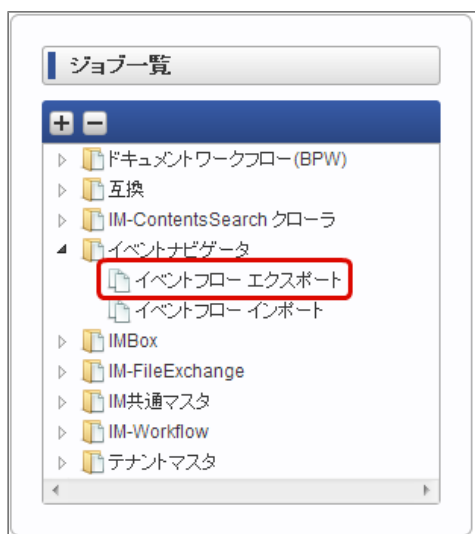 ジョブ一覧
ドキュメントワークフロー(BPW)
互換
IM-ContentsSearch クローラ
イベントナビゲータ
イベントフロー エクスポート
イベントフロー インポート
IMBox
IM-FileExchange
IM共通マスタ
IM-Workflow
テナントマスタ